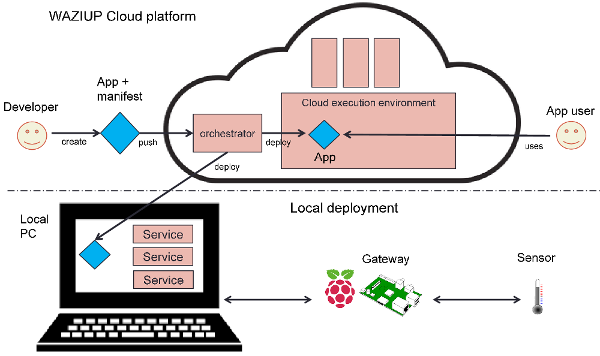 WAZIUP Cloud platform
App +
manifest
Developer
create
push
orchestrator
deploy
deploy
Cloud execution environment
App
App user
uses
Local deployment
Local
PC
Service
Service
Service
Gateway
Sensor